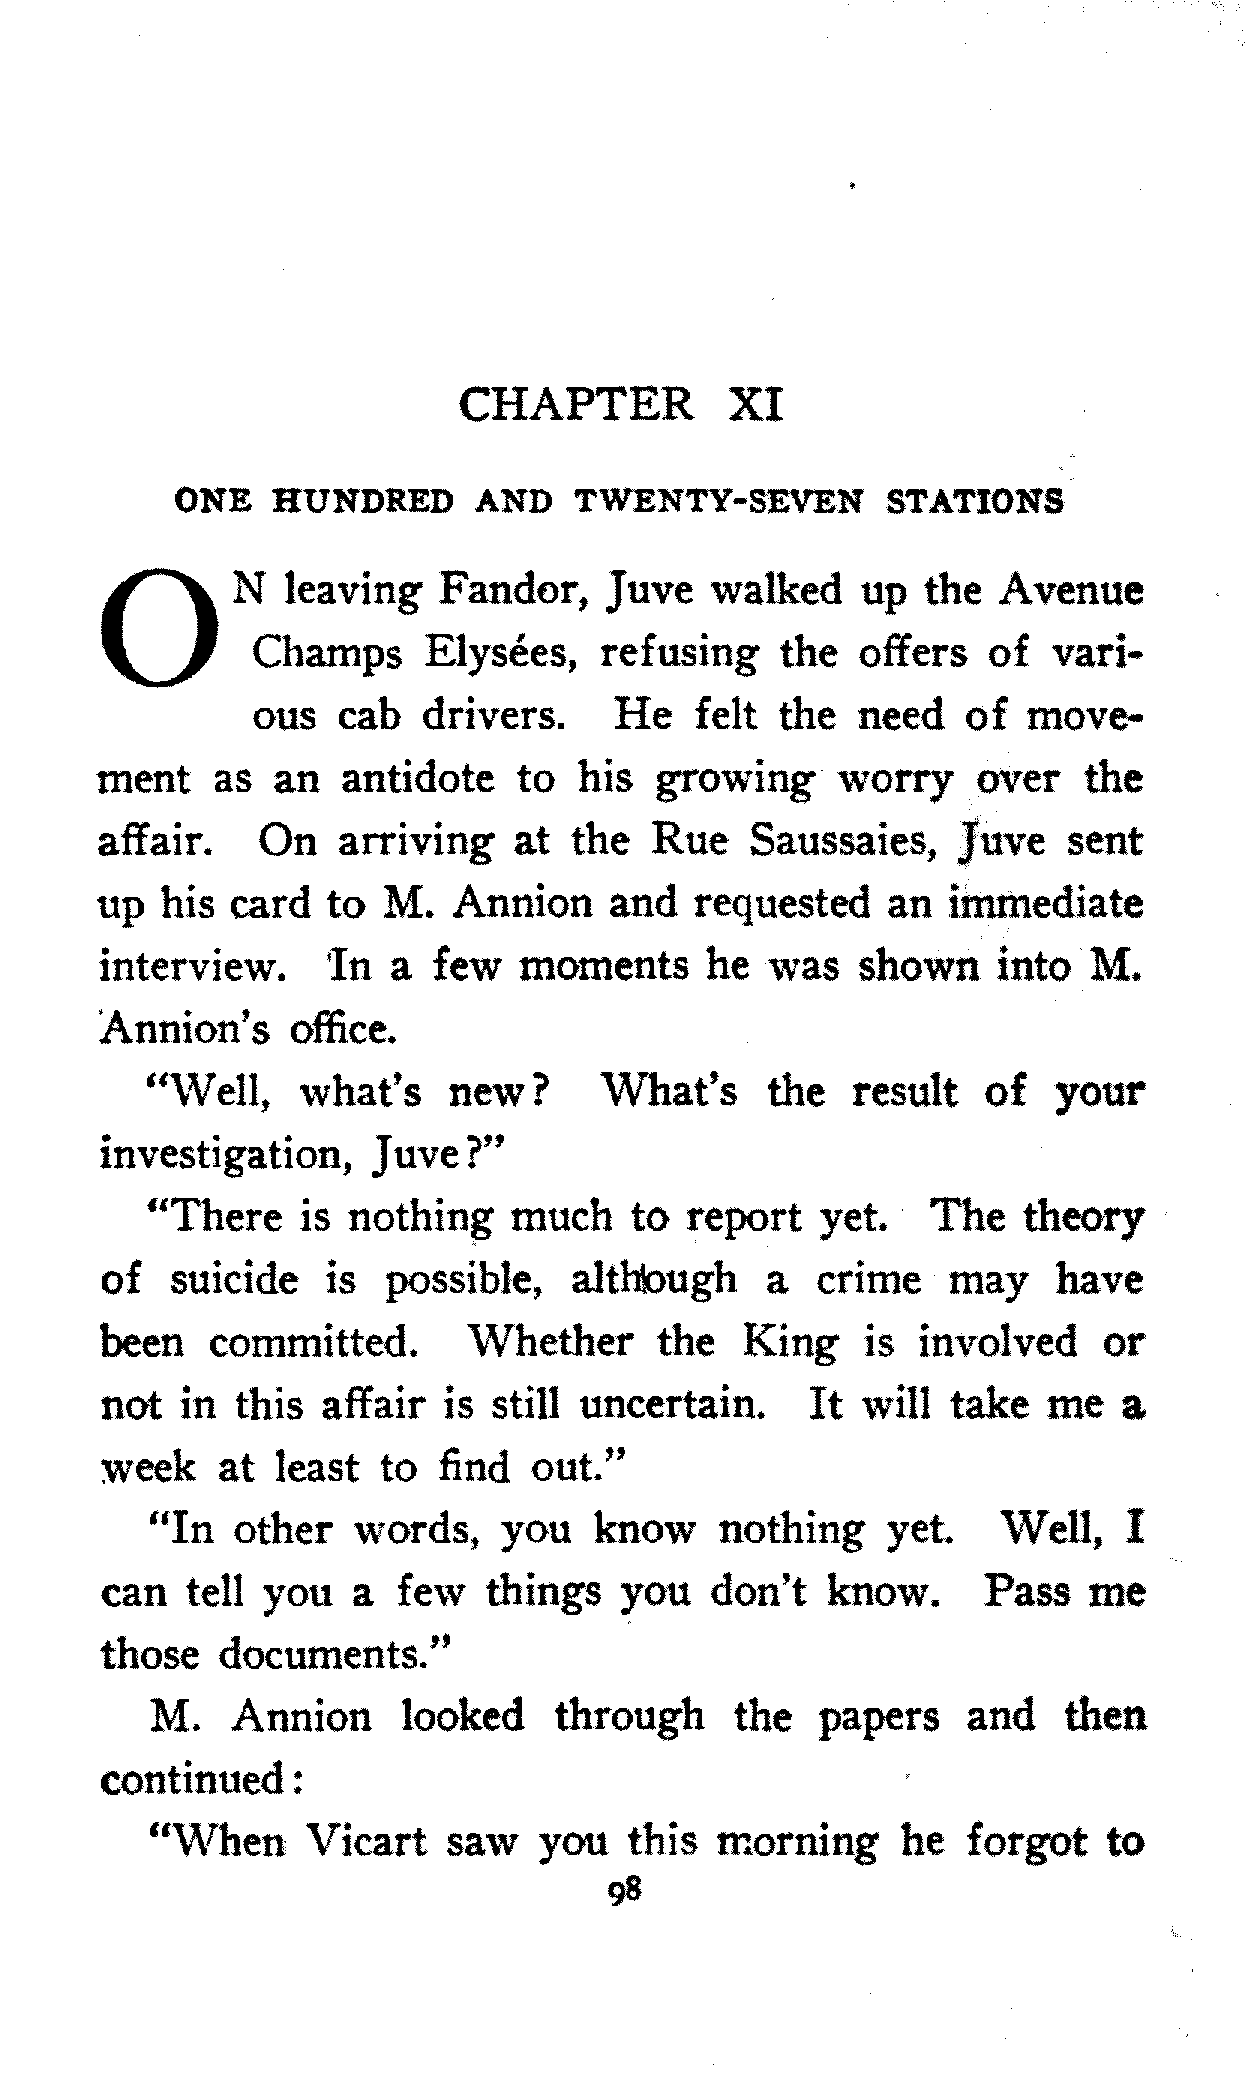 CHAPTER XI
ONE HUNDRED AND TWENTY-SEVEN STATIONS
ON leaving Fandor, Juve walked up the Avenue
Champs Elysées, refusing the offers of vari-
ous cab drivers. He felt the need of move-
ment as an antidote to his growing worry over the
affair. On arriving at the Rue Saussaies, Juve sent
up his card to M. Annion and requested an immediate
interview. In a few moments he was shown into M.
Annion's office.
"Well, what's new? What's the result of your
investigation, Juve?"
"There is nothing much to report yet. The theory
of suicide is possible, although a crime may have
been committed. Whether the King is involved or
not in this affair is still uncertain. It will take me a
week at least to find out."
"In other words, you know nothing yet. Well, I
can tell you a few things you don't know. Pass me
those documents."
M. Annion looked through the papers and then
continued:
"When Vicart saw you this morning he forgot to
98